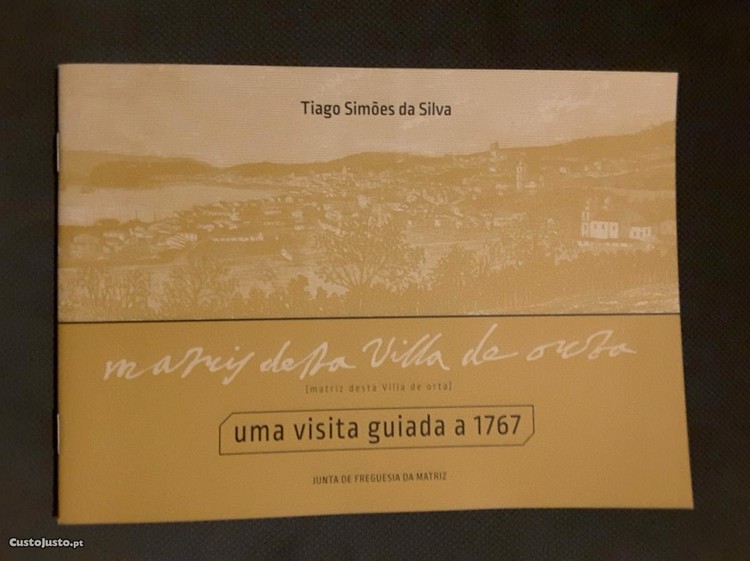 Tiago Simões da Silva
matris desta Villa de orta
[matriz desta Villa de orta]
uma visita guiada a 1767
JUNTA DE FREGUESIA DA MATRIZ
CustoJusto.pt